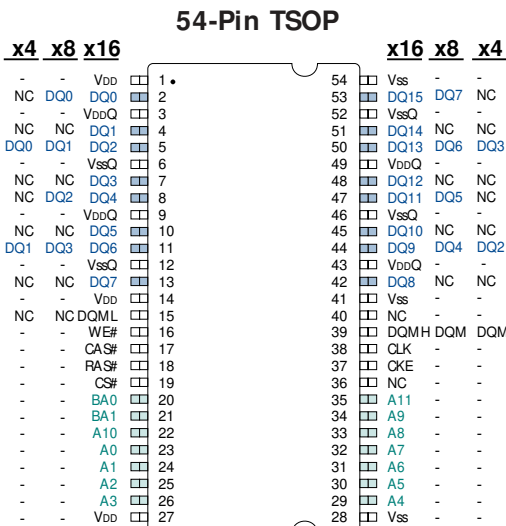 54-Pin TSOP
x4 x8 x16 x16 x8 x4
- - VDD 1 54 Vss - -
NC DQ0 DQ0 2 53 DQ15 DQ7 NC
- - VDDQ 3 52 VssQ - -
NC NC DQ1 4 51 DQ14 NC NC
DQ0 DQ1 DQ2 5 50 DQ13 DQ6 DQ3
- - VssQ 6 49 VDDQ - -
NC NC DQ3 7 48 DQ12 NC NC
NC DQ2 DQ4 8 47 DQ11 DQ5 NC
- - VDDQ 9 46 VssQ - -
NC NC DQ5 10 45 DQ10 NC NC
DQ1 DQ3 DQ6 11 44 DQ9 DQ4 DQ2
- - VssQ 12 43 VDDQ - -
NC NC DQ7 13 42 DQ8 NC NC
- - VDD 14 41 Vss - -
NC NC DQML 15 40 NC - -
- - WE# 16 39 DQMH DQM DQM
- - CAS# 17 38 CLK - -
- - RAS# 18 37 CKE - -
- - CS# 19 36 NC - -
- - BA0 20 35 A11 - -
- - BA1 21 34 A9 - -
- - A10 22 33 A8 - -
- - A0 23 32 A7 - -
- - A1 24 31 A6 - -
- - A2 25 30 A5 - -
- - A3 26 29 A4 - -
- - VDD 27 28 Vss - -